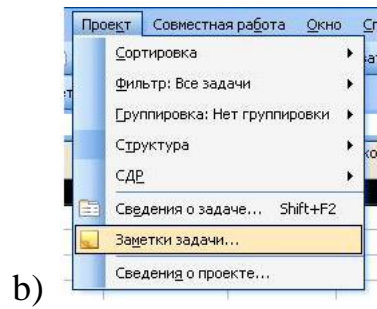 Проект Совместная работа Окно
Сортировка
Фильтр: Все задачи
Группировка: Нет группировки
Структура
СДР
Сведения о задаче... Shift+F2
Заметки задачи...
Сведения о проекте...
b)